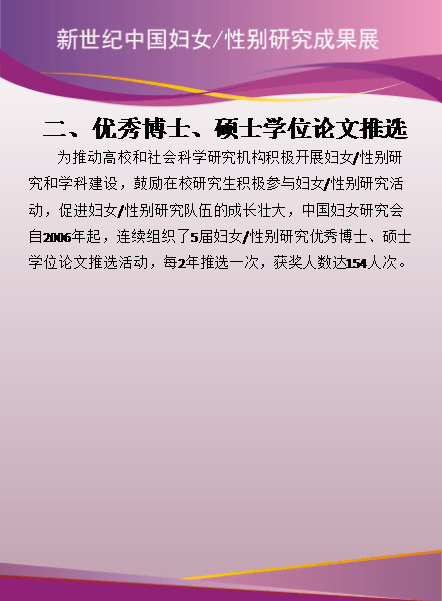 新世纪中国妇女/性别研究成果展
二、优秀博士、硕士学位论文推选
为推动高校和社会科学研究机构积极开展妇女/性别研
究和学科建设，鼓励在校研究生积极参与妇女/性别研究活
动，促进妇女/性别研究队伍的成长壮大，中国妇女研究会
自2006年起，连续组织了5届妇女/性别研究优秀博士、硕士
学位论文推选活动，每2年推选一次，获奖人数达154人次。